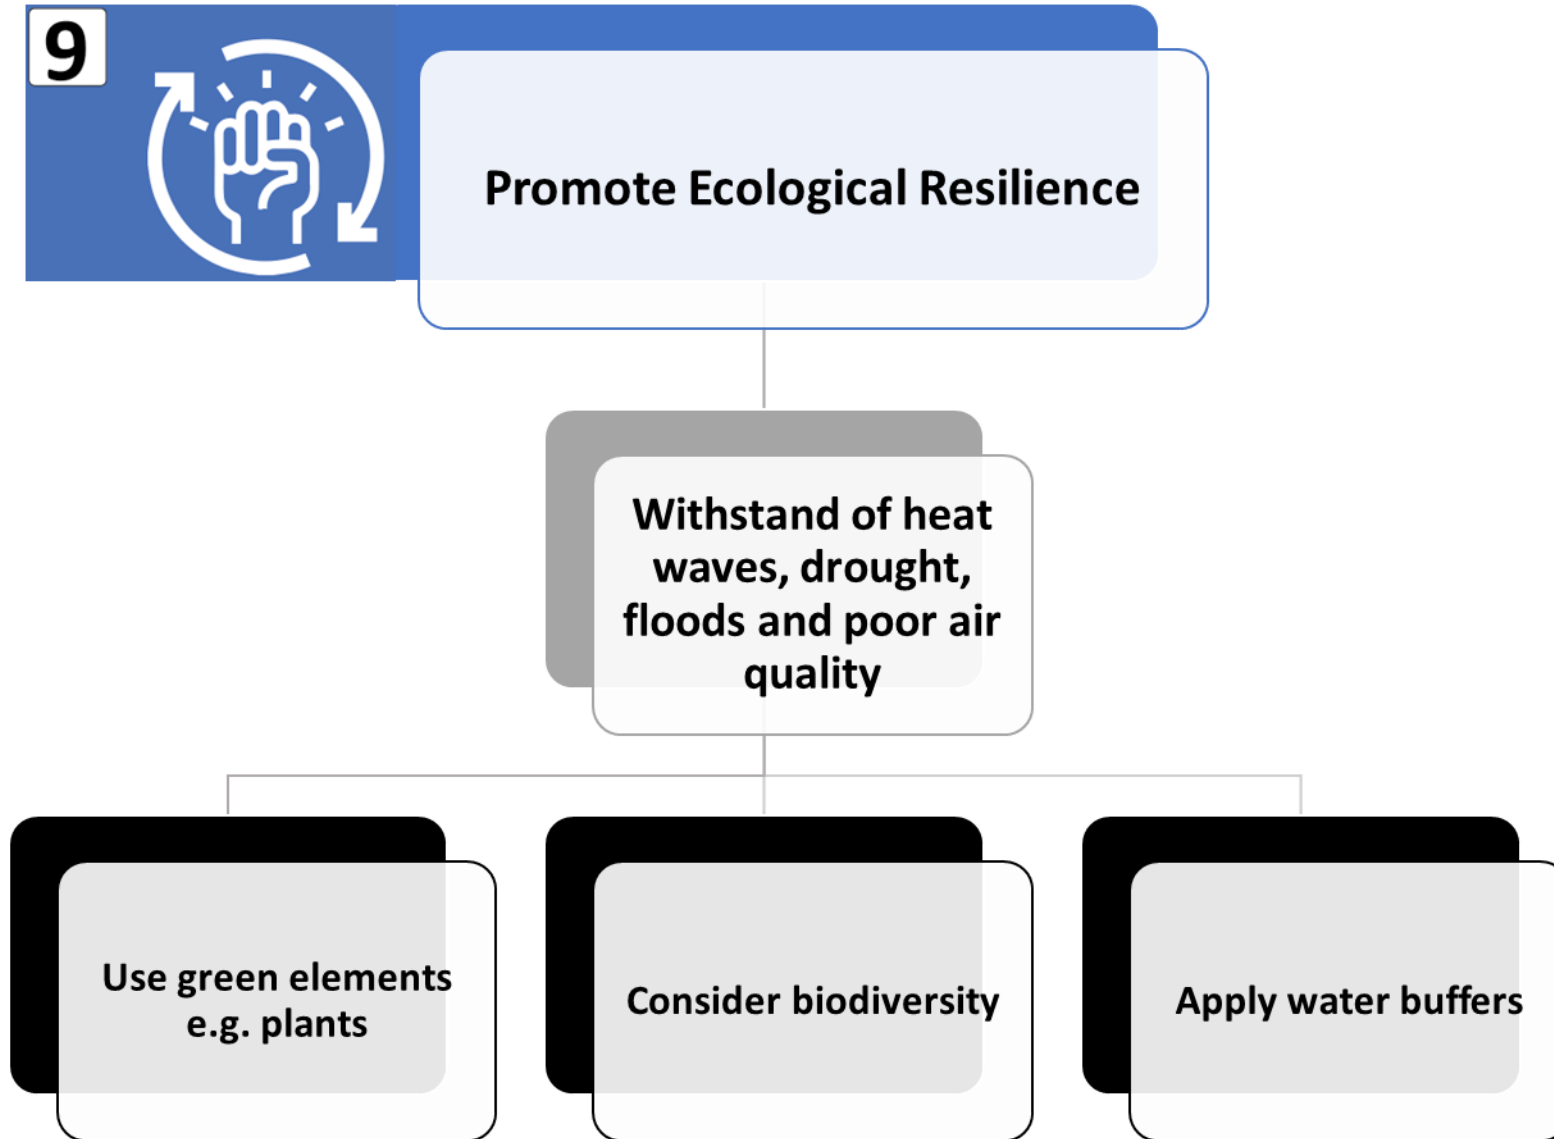 9
Promote Ecological Resilience
Withstand of heat
waves, drought,
floods and poor air
quality
Use green elements
e.g. plants
Consider biodiversity
Apply water buffers